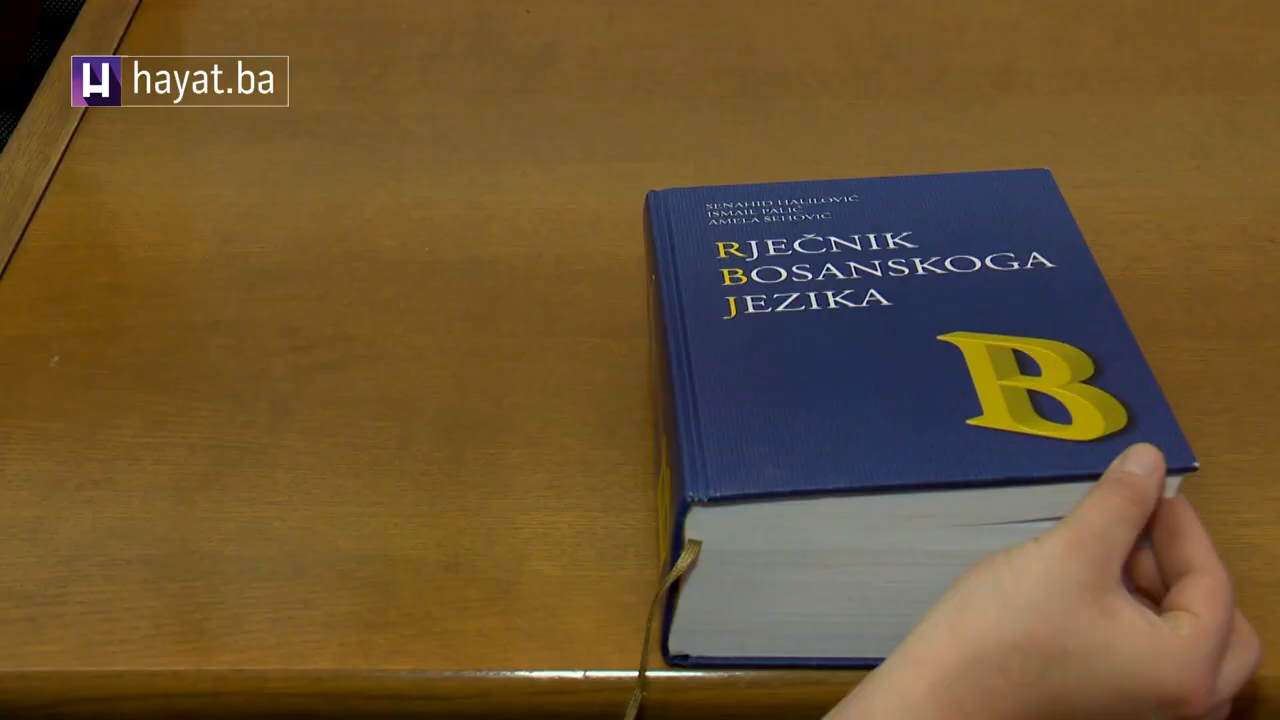 hayat.ba
SENAHID HALILOVIĆ
ISMAIL PALIĆ
AMELA ŠEHOVIĆ
RJEČNIK
BOSANSKOGA
JEZIKA
B